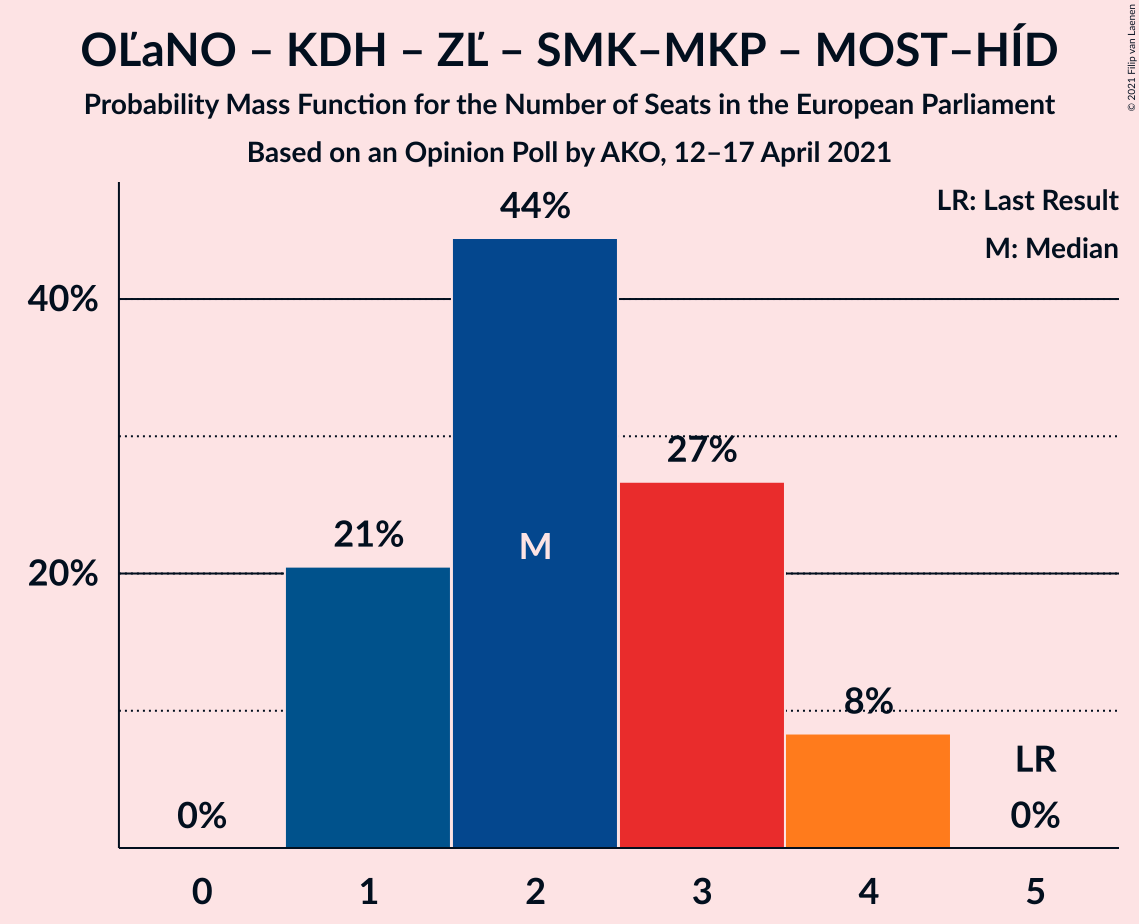 OĽaNO – KDH – ZĽ – SMK–MKP – MOST–HÍD
Probability Mass Function for the Number of Seats in the European Parliament
Based on an Opinion Poll by AKO, 12–17 April 2021
© 2021 Filip van Laenen
LR: Last Result
M: Median
44%
40%
27%
21%
M
20%
8%
LR
0%
0%
0 1 2 3 4 5